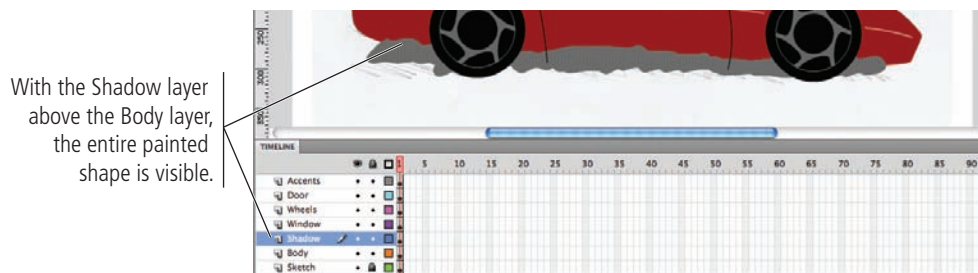 With the Shadow layer
above the Body layer,
the entire painted
shape is visible.
250
300
350
TIMELINE
1 5 10 15 20 25 30 35 40 45 50 55 60 65 70 75 80 85 90
Accents
Door
Wheels
Window
Shadow
Body
Sketch